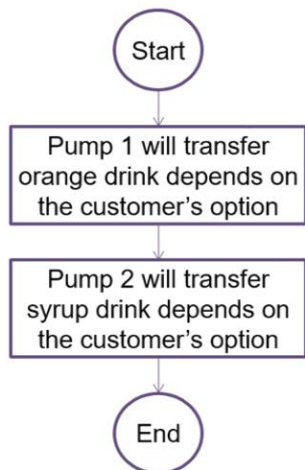 Start
Pump 1 will transfer
orange drink depends on
the customer’s option
Pump 2 will transfer
syrup drink depends on
the customer’s option
End